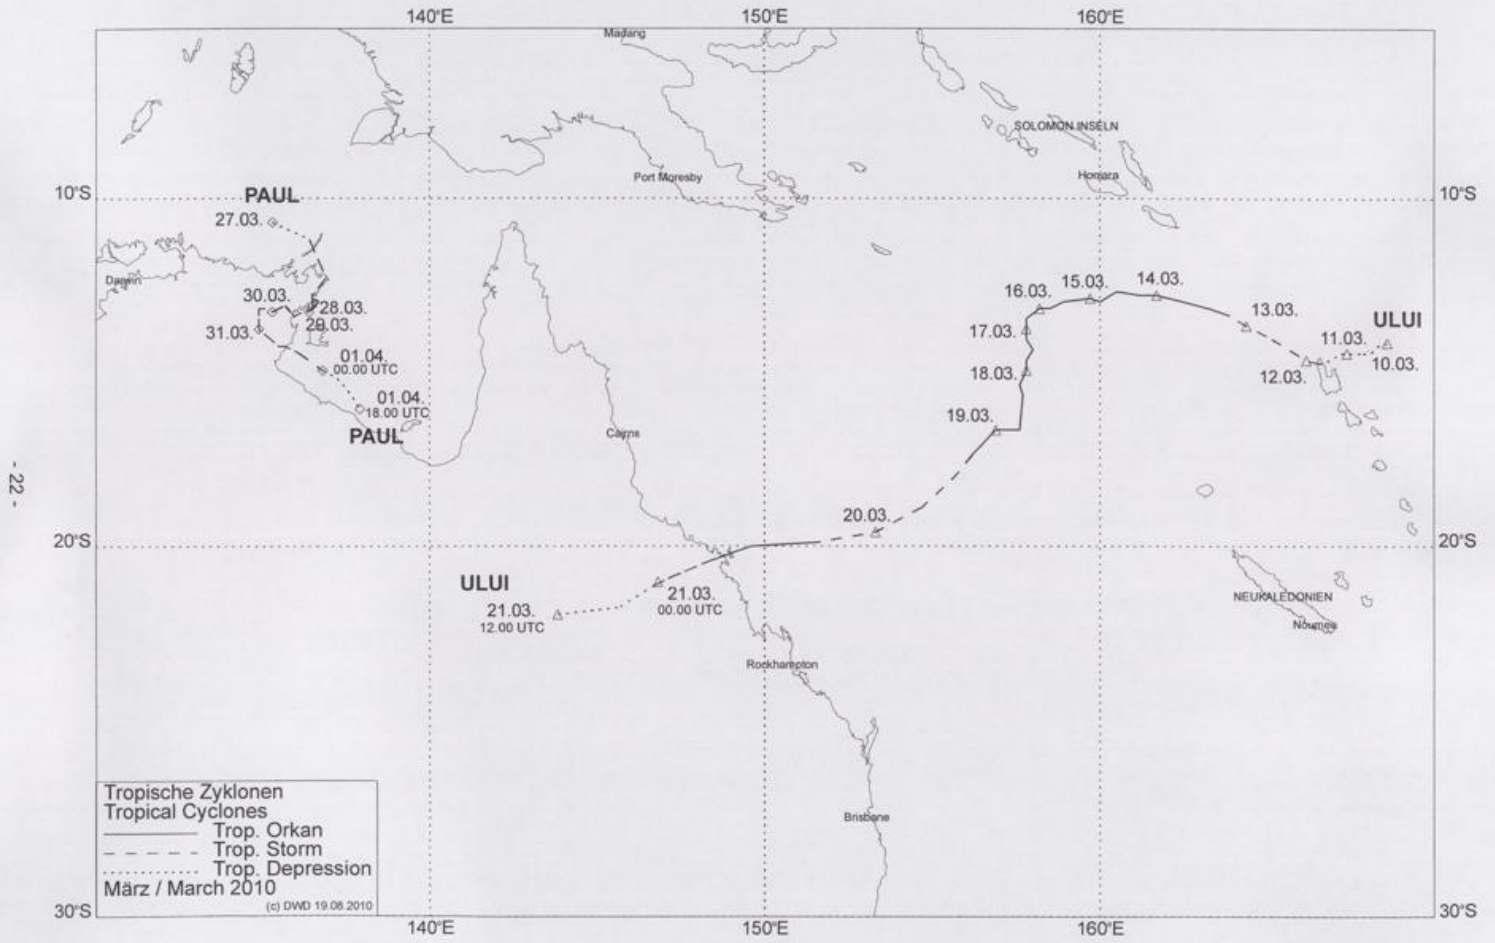 140°E 150°E 160°E
Madang
SOLOMON INSELN
Port Moresby
Honiara
10°S
PAUL
10°S
27.03.
Darwin
30.03.
28.03.
29.03.
31.03.
01.04.
00.00 UTC
01.04.
18.00 UTC
PAUL
16.03.
15.03.
14.03.
13.03.
ULUI
11.03.
10.03.
12.03.
17.03.
18.03.
19.03.
Cairns
- 22 -
20.03.
20°S
20°S
ULUI
21.03.
12.00 UTC
21.03.
00.00 UTC
NEUKALEDONIEN
Noumea
Rockhampton
Brisbane
Tropische Zyklonen
Tropical Cyclones
Trop. Orkan
Trop. Storm
Trop. Depression
März / March 2010
(c) DWD 19.08.2010
30°S
30°S
140°E 150°E 160°E